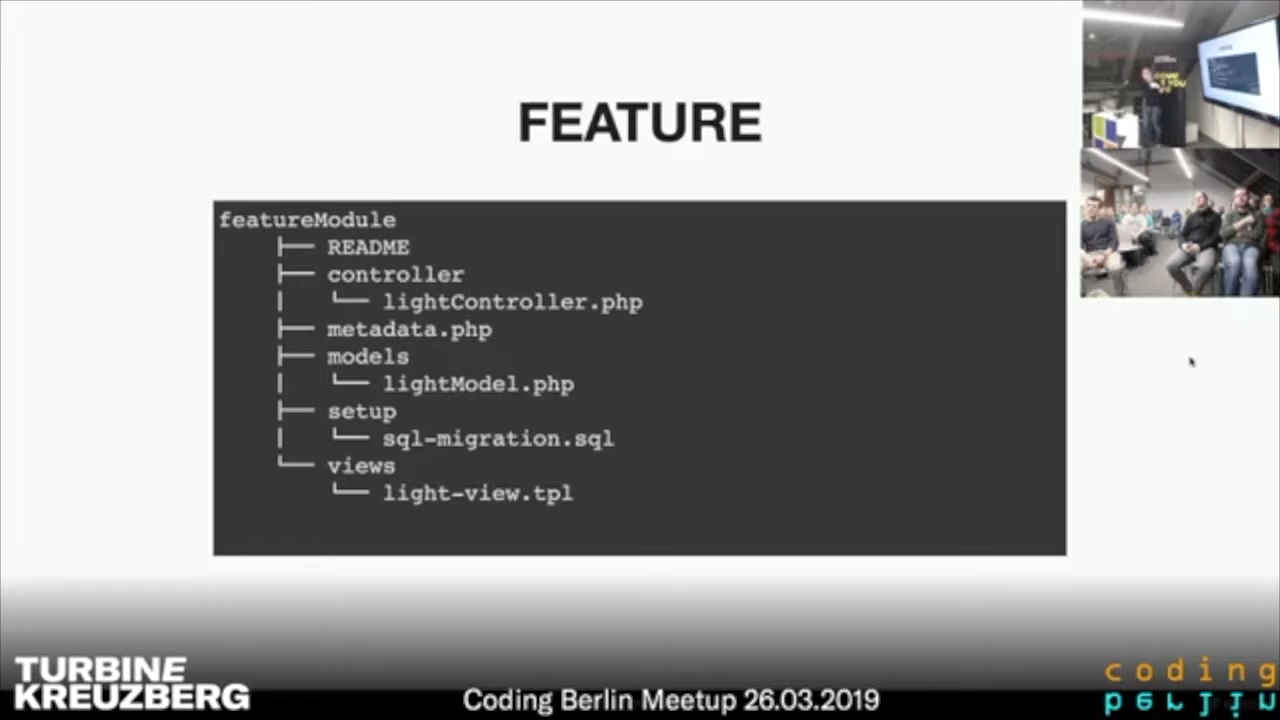 FEATURE
featureModule
├── README
├── controller
│   └── lightController.php
├── metadata.php
├── models
│   └── lightModel.php
├── setup
│   └── sql-migration.sql
└── views
    └── light-view.tpl
TURBINE
KREUZBERG
Coding Berlin Meetup 26.03.2019
coding
berlin